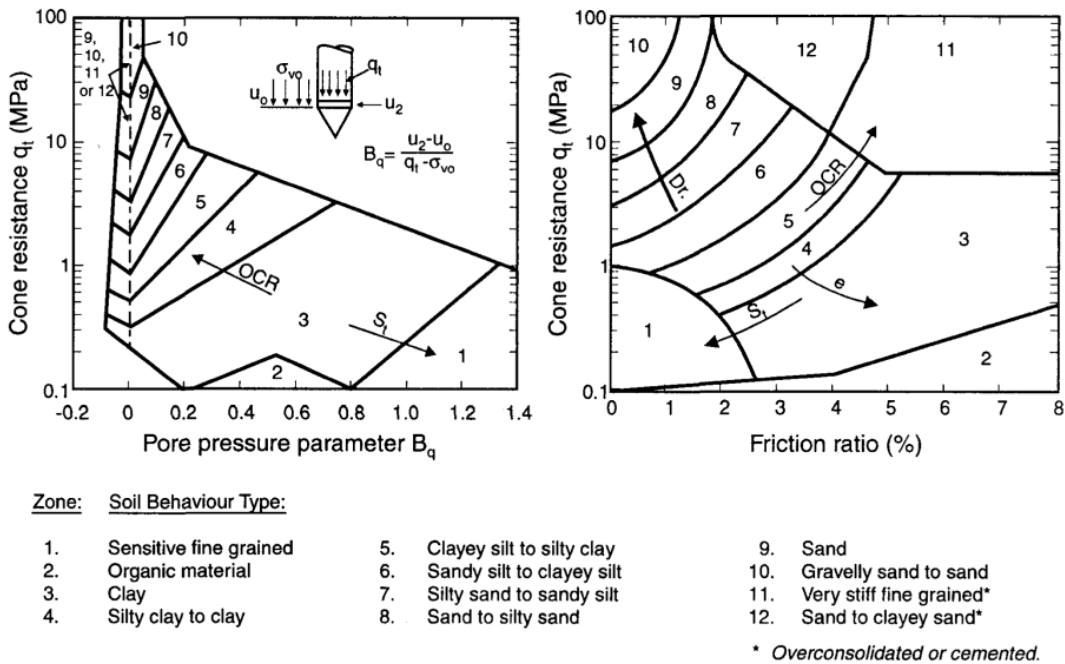 Cone resistance qt (MPa)
100
10
1
0.1
-0.2 0 0.2 0.4 0.6 0.8 1.0 1.2 1.4
Pore pressure parameter Bq
9,
10,
11
or 12
10
9
8
7
6
5
4
3
2
1
OCR
St
σvo
uo
qt
u2
Bq= u2-uo
qt-σvo
Cone resistance qt (MPa)
100
10
1
0.1
0 1 2 3 4 5 6 7 8
Friction ratio (%)
10
9
8
7
6
5
4
3
2
1
12
11
Dr.
OCR
e
St
Zone: Soil Behaviour Type:
1. Sensitive fine grained
2. Organic material
3. Clay
4. Silty clay to clay
5. Clayey silt to silty clay
6. Sandy silt to clayey silt
7. Silty sand to sandy silt
8. Sand to silty sand
9. Sand
10. Gravelly sand to sand
11. Very stiff fine grained*
12. Sand to clayey sand*
* Overconsolidated or cemented.